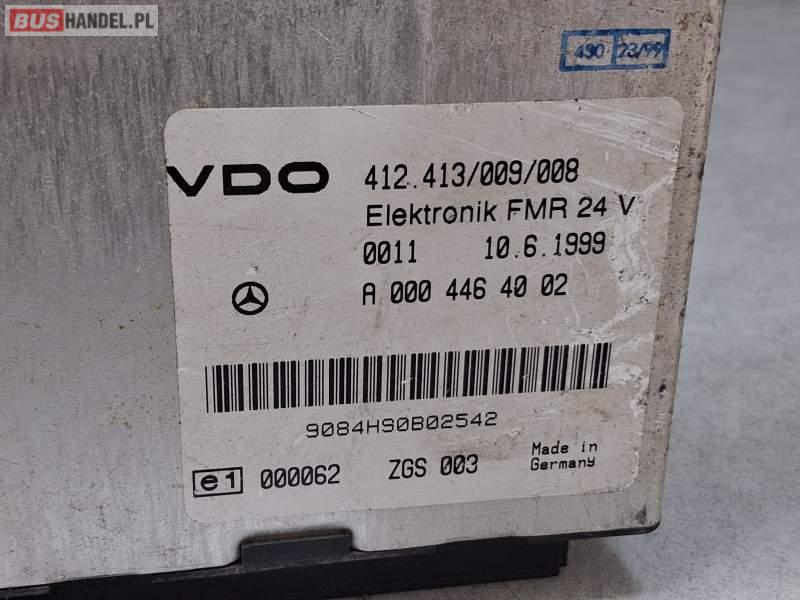 BUSHANDEL.PL
490 23/99
VDO 412.413/009/008
Elektronik FMR 24 V
0011 10.6.1999
A 000 446 40 02
9084HS0B02542
e1 000062 ZGS 003 Made in
Germany